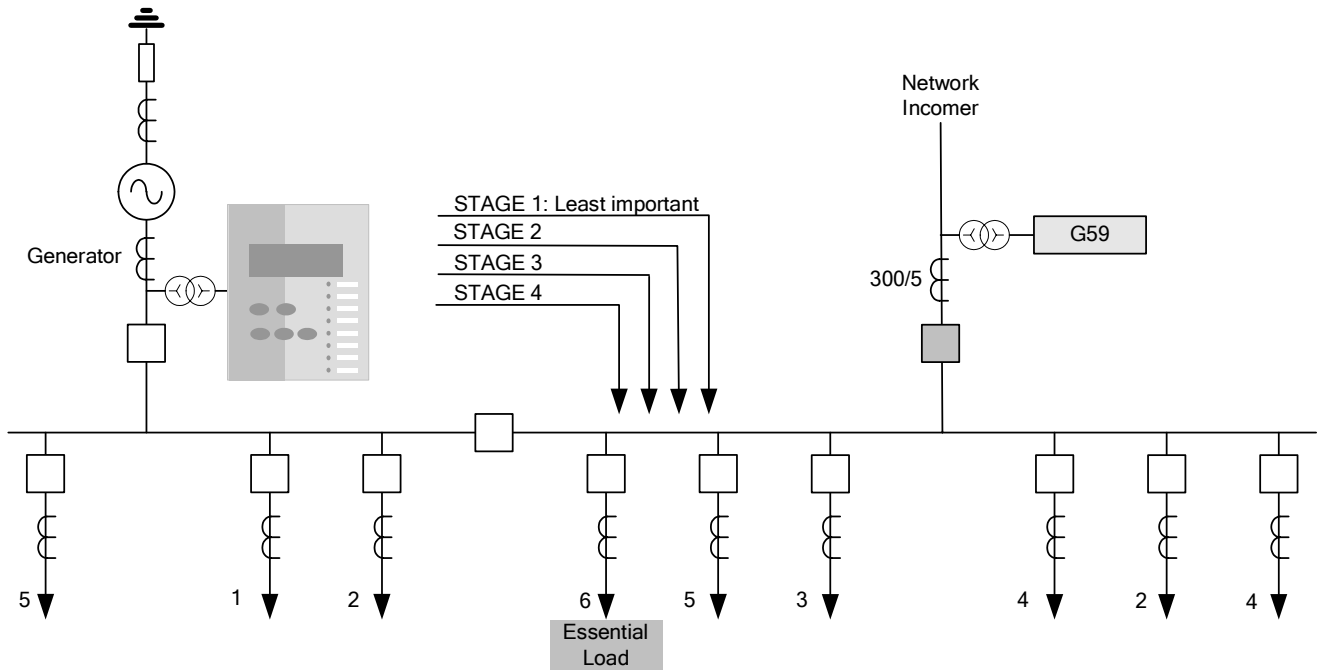 Network
Incomer
STAGE 1: Least important
STAGE 2
STAGE 3
STAGE 4
G59
Generator
300/5
5
1
2
6
5
3
4
2
4
Essential
Load